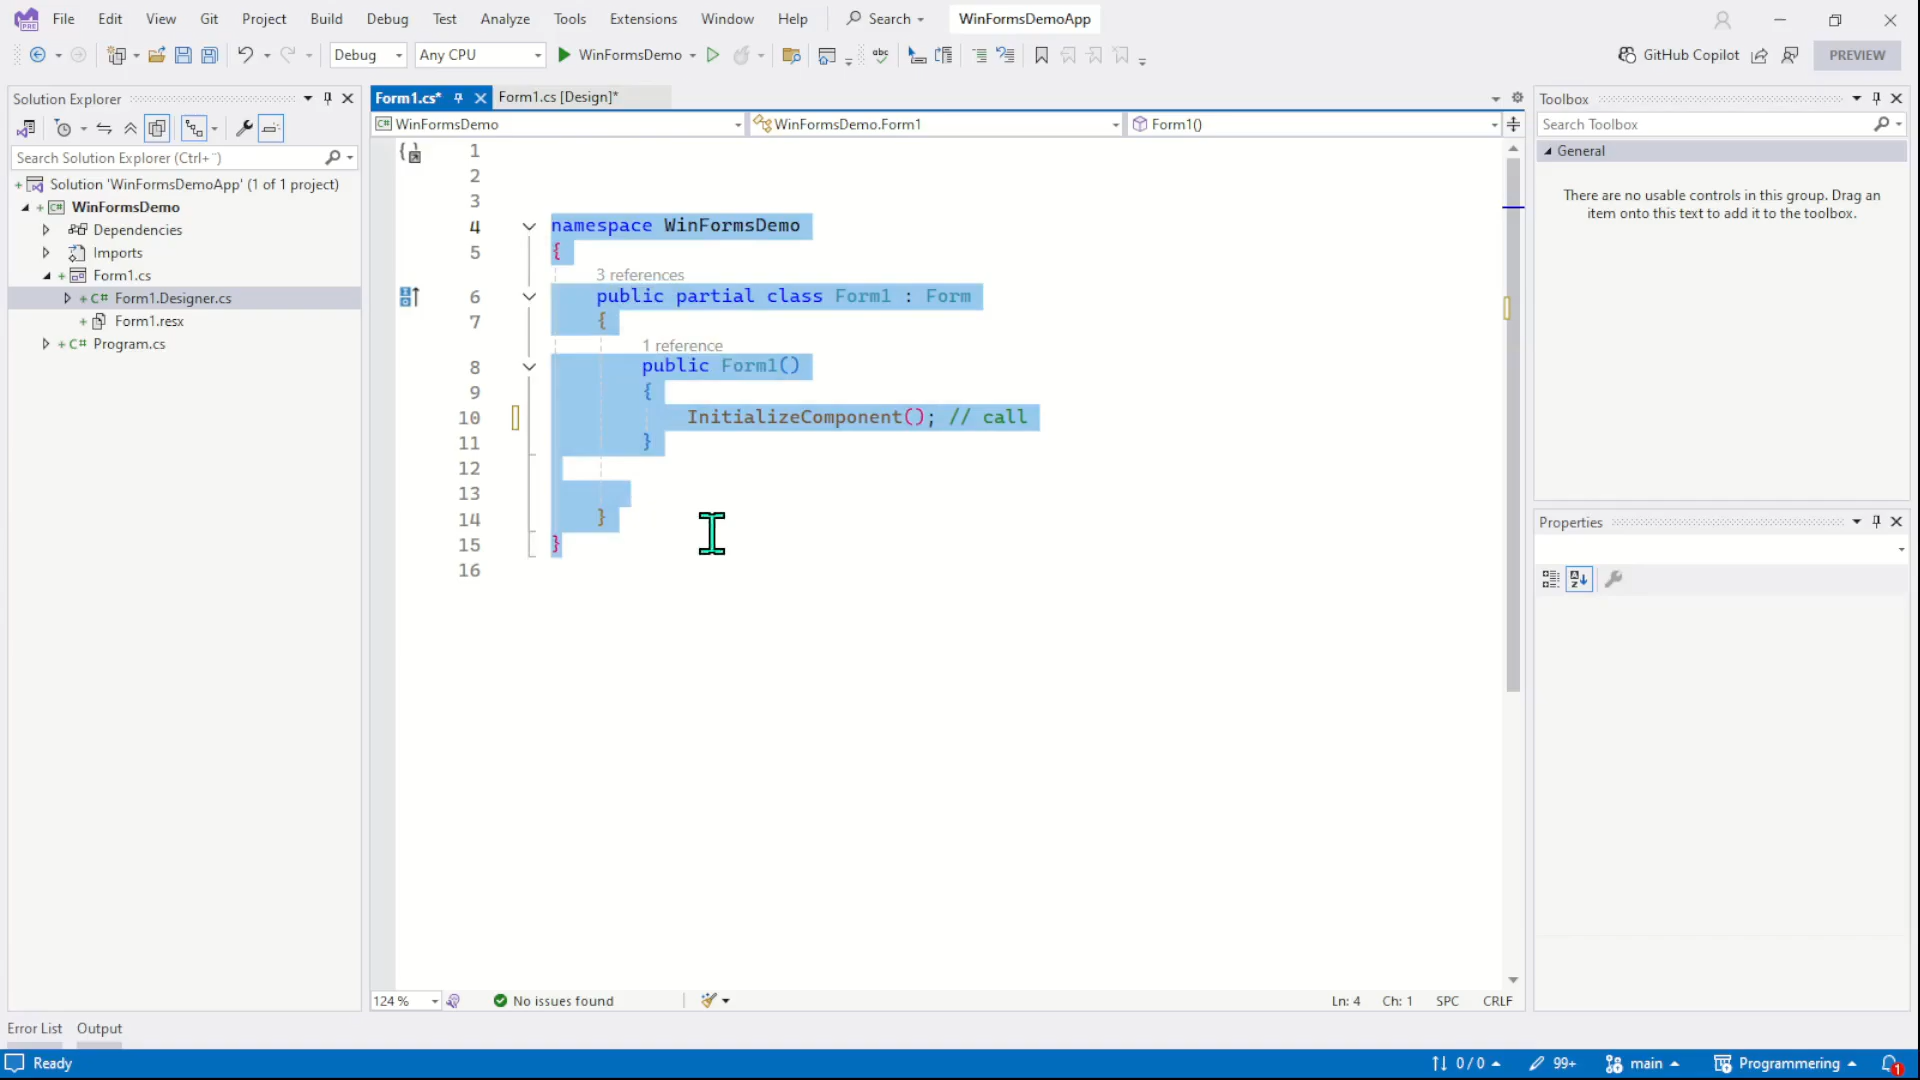 File Edit View Git Project Build Debug Test Analyze Tools Extensions Window Help Search WinFormsDemoApp
Debug Any CPU WinFormsDemo GitHub Copilot PREVIEW
Solution Explorer
Search Solution Explorer (Ctrl+¨)
Solution 'WinFormsDemoApp' (1 of 1 project)
WinFormsDemo
Dependencies
Imports
Form1.cs
C# Form1.Designer.cs
Form1.resx
C# Program.cs
Form1.cs* Form1.cs [Design]*
WinFormsDemo WinFormsDemo.Form1 Form1()
1
2
3
4 namespace WinFormsDemo
5 {
3 references
6 public partial class Form1 : Form
7 {
1 reference
8 public Form1()
9 {
10 InitializeComponent(); // call
11 }
12
13
14 }
15 }
16
124 % No issues found Ln: 4 Ch: 1 SPC CRLF
Toolbox
Search Toolbox
General
There are no usable controls in this group. Drag an
item onto this text to add it to the toolbox.
Properties
Error List Output
Ready 0 / 0 99+ main Programmering 1